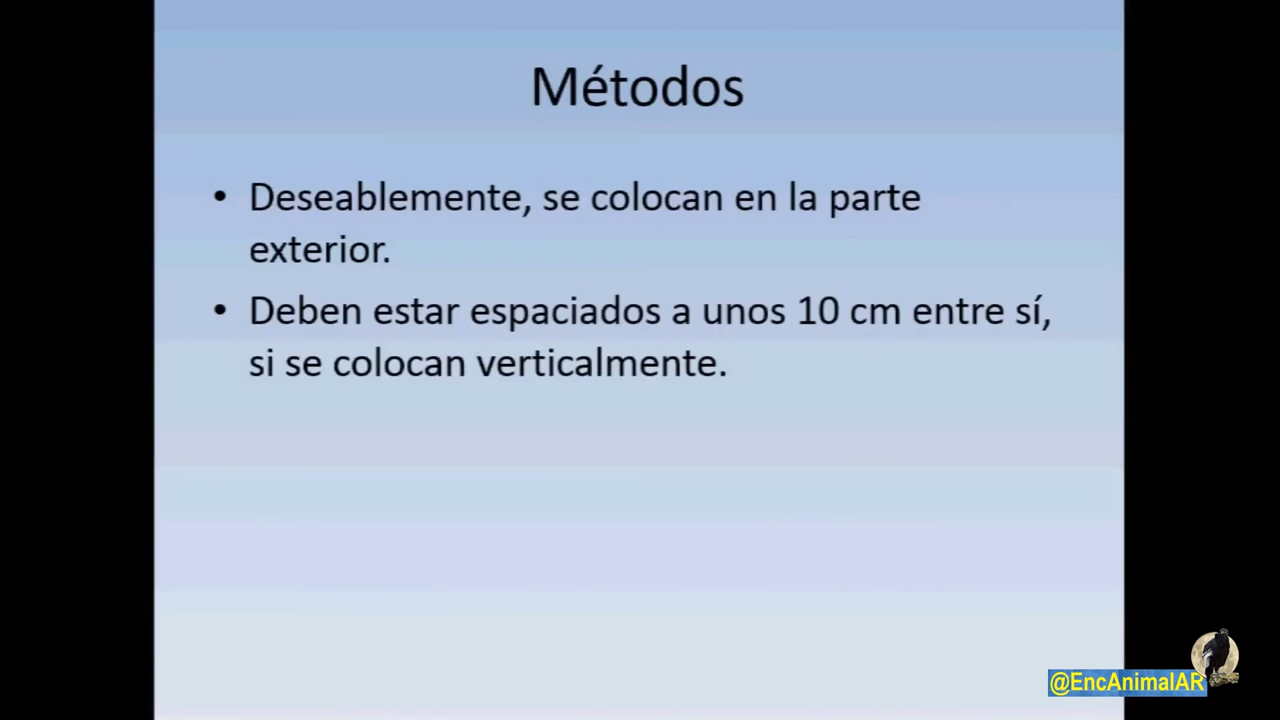 Métodos
• Deseablemente, se colocan en la parte
exterior.
• Deben estar espaciados a unos 10 cm entre sí,
si se colocan verticalmente.
@EncAnimalAR